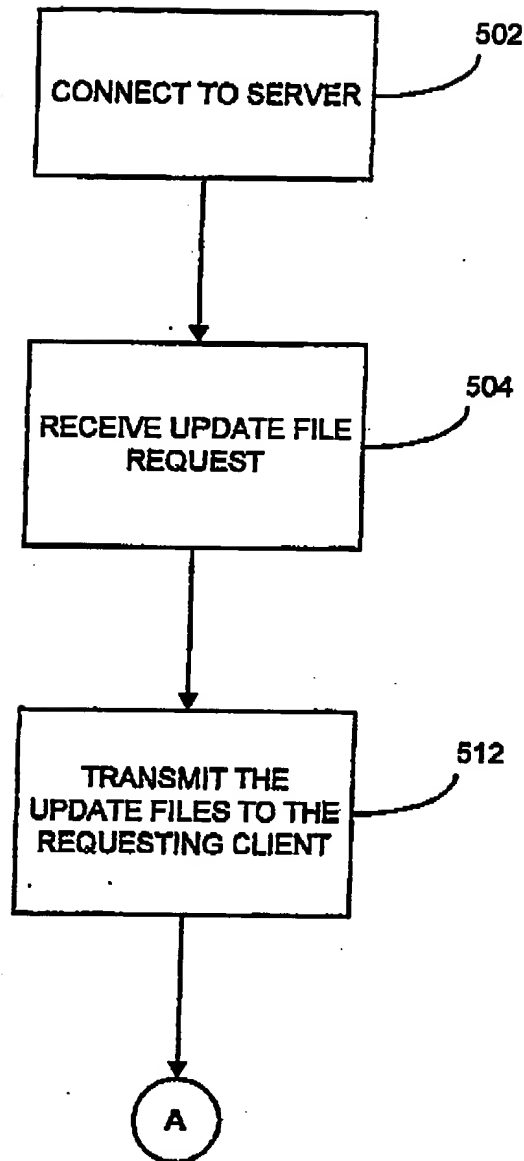 502
CONNECT TO SERVER
504
RECEIVE UPDATE FILE
REQUEST
512
TRANSMIT THE
UPDATE FILES TO THE
REQUESTING CLIENT
A